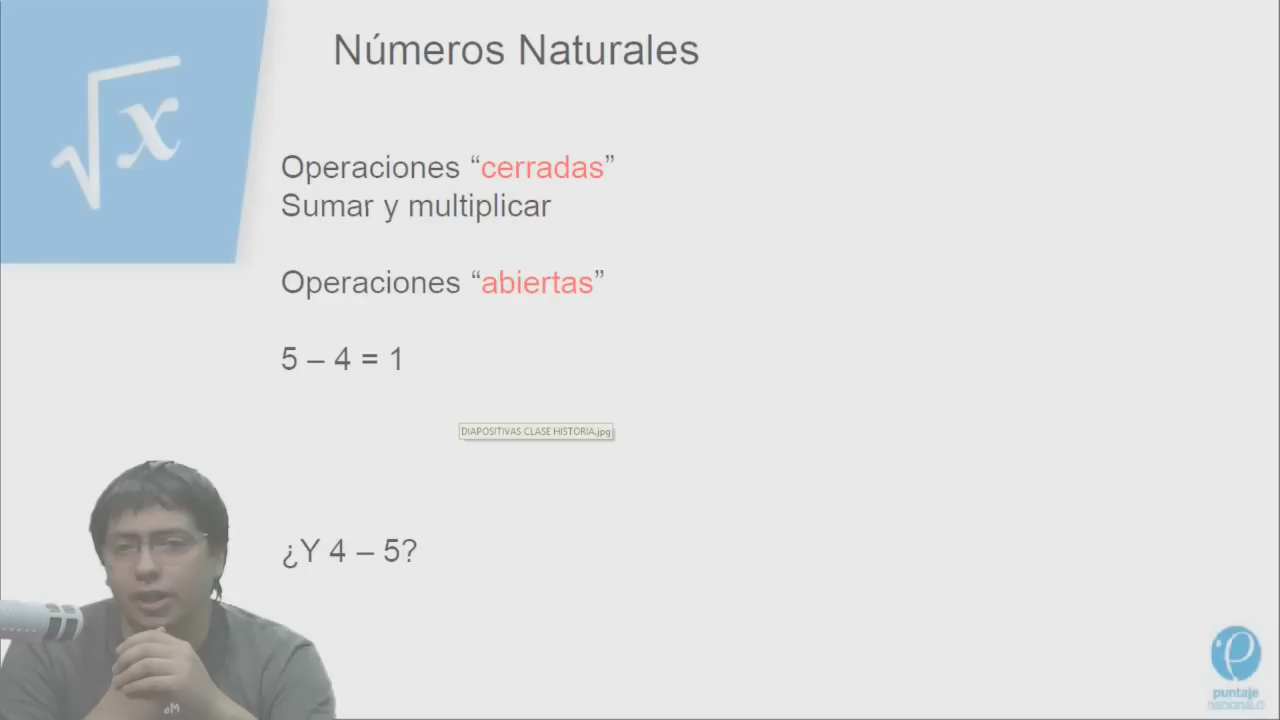 √x
Números Naturales
Operaciones “cerradas”
Sumar y multiplicar
Operaciones “abiertas”
5 – 4 = 1
DIAPOSITIVAS CLASE HISTORIA.jpg
¿Y 4 – 5?
puntaje
nacional.cl